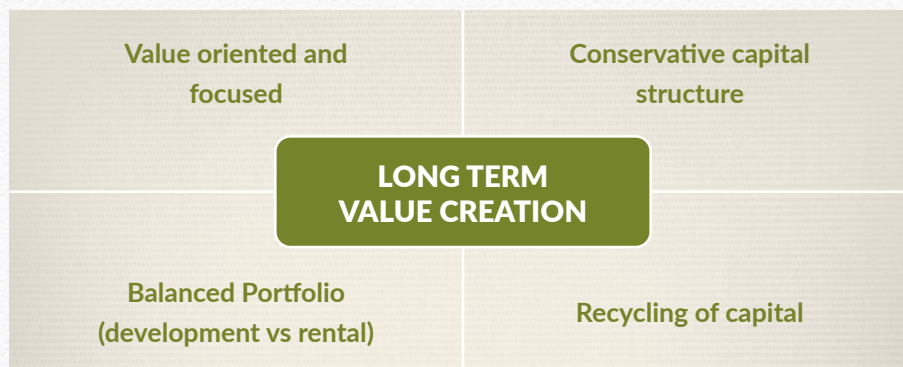 Value oriented and
focused
Conservative capital
structure
LONG TERM
VALUE CREATION
Balanced Portfolio
(development vs rental)
Recycling of capital